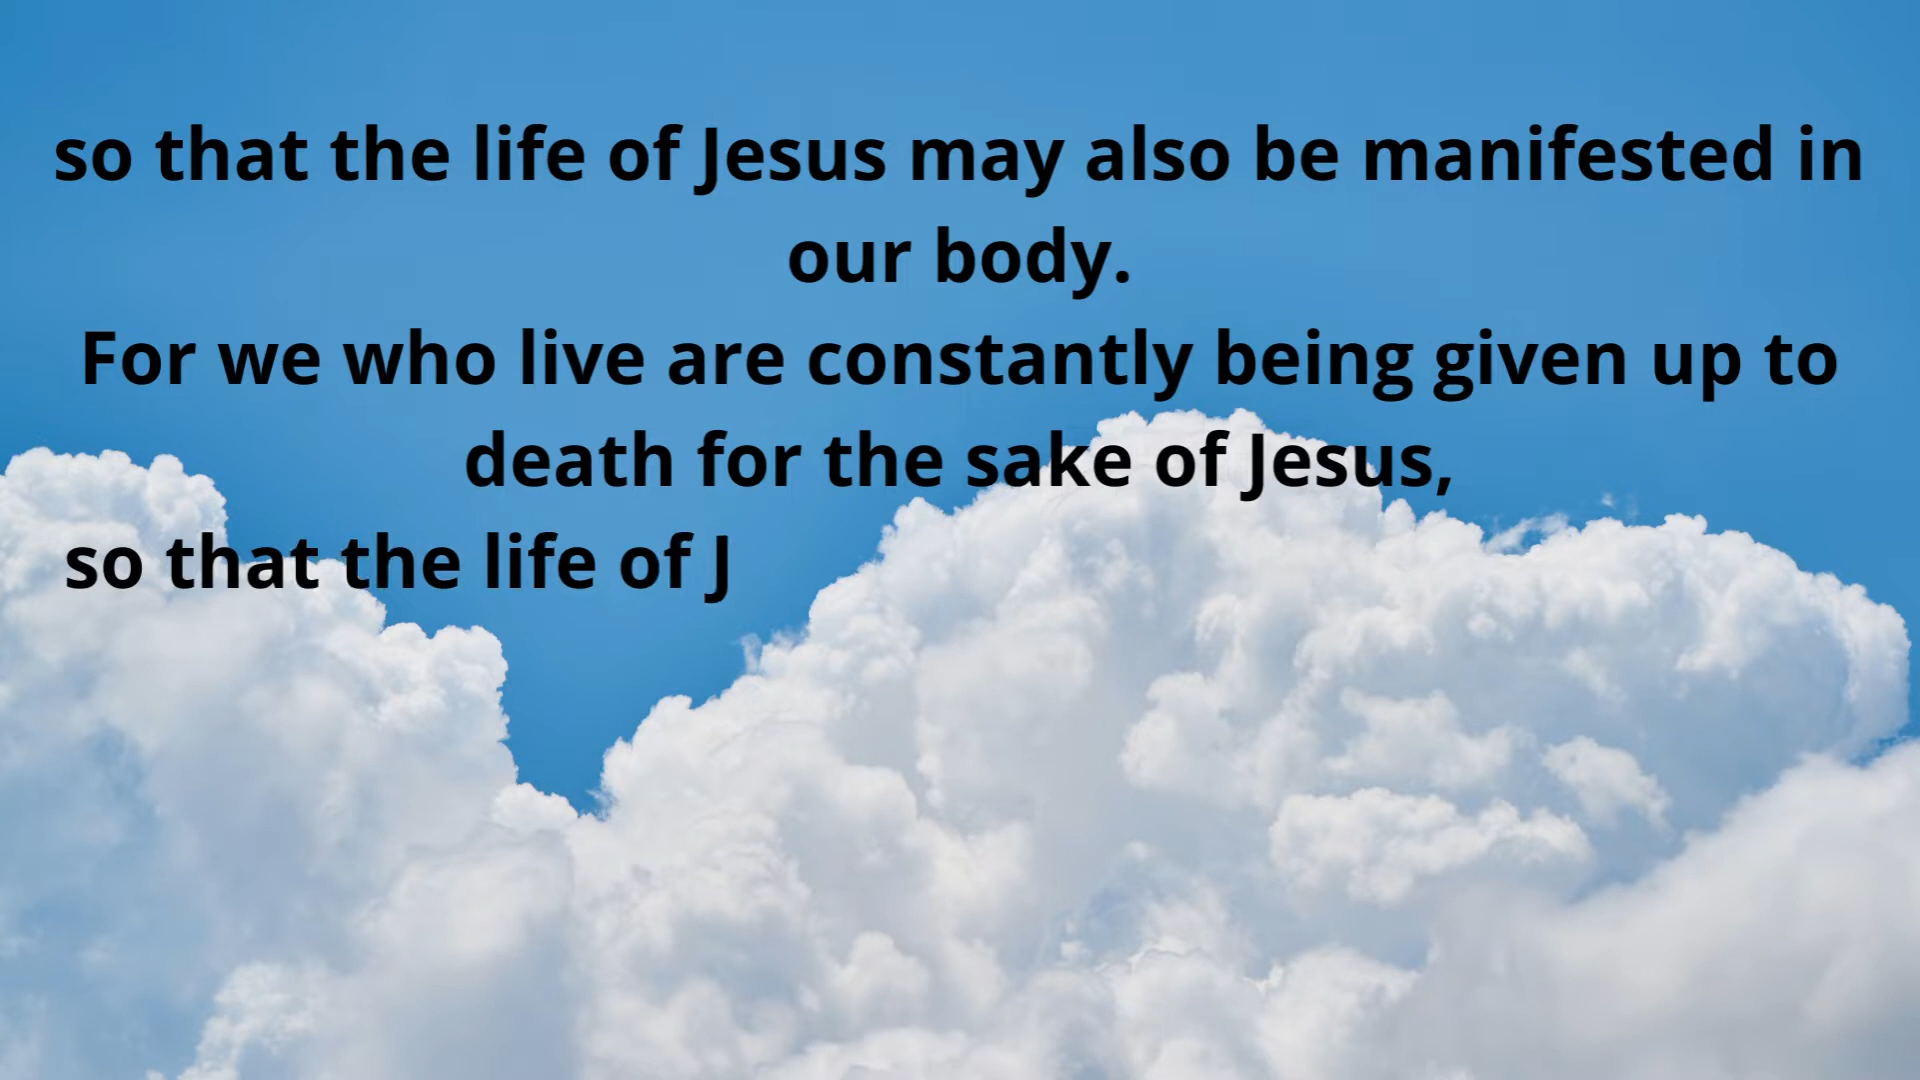 so that the life of Jesus may also be manifested in
our body.
For we who live are constantly being given up to
death for the sake of Jesus,
so that the life of J